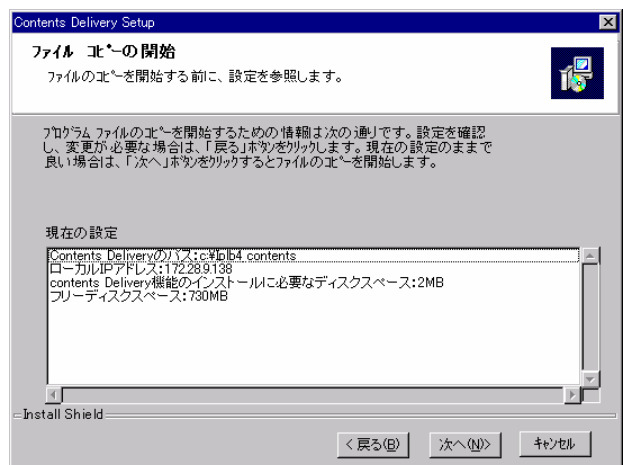 Contents Delivery Setup
ファイル コピーの開始
ファイルのコピーを開始する前に、設定を参照します。
プログラム ファイルのコピーを開始するための情報は次の通りです。設定を確認
し、変更が必要な場合は、「戻る」ボタンをクリックします。現在の設定のままで
良い場合は、「次へ」ボタンをクリックするとファイルのコピーを開始します。
現在の設定
Contents Deliveryのパス:c:¥Iplb4 contents
ローカルIPアドレス:172.28.9.138
contents Delivery機能のインストールに必要なディスクスペース:2MB
フリーディスクスペース:730MB
Install Shield
< 戻る(B)
次へ(N)>
キャンセル